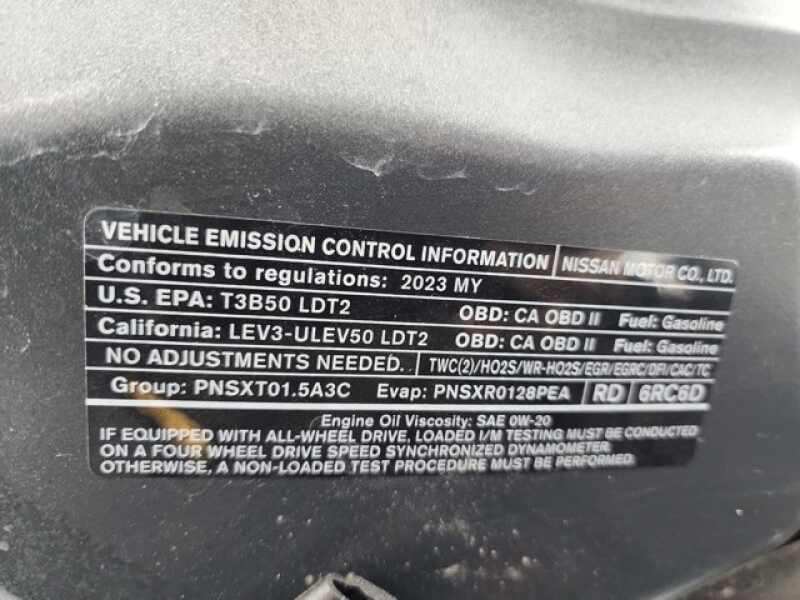 VEHICLE EMISSION CONTROL INFORMATION NISSAN MOTOR CO., LTD.
Conforms to regulations: 2023 MY
U.S. EPA: T3B50 LDT2 OBD: CA OBD II Fuel: Gasoline
California: LEV3-ULEV50 LDT2 OBD: CA OBD II Fuel: Gasoline
NO ADJUSTMENTS NEEDED. TWC(2)/HO2S/WR-HO2S/EGR/EGRC/DFI/CAC/TC
Group: PNSXT01.5A3C Evap: PNSXR0128PEA RD 6RC6D
Engine Oil Viscosity: SAE 0W-20
IF EQUIPPED WITH ALL-WHEEL DRIVE, LOADED I/M TESTING MUST BE CONDUCTED
ON A FOUR WHEEL DRIVE SPEED SYNCHRONIZED DYNAMOMETER.
OTHERWISE, A NON-LOADED TEST PROCEDURE MUST BE USED.